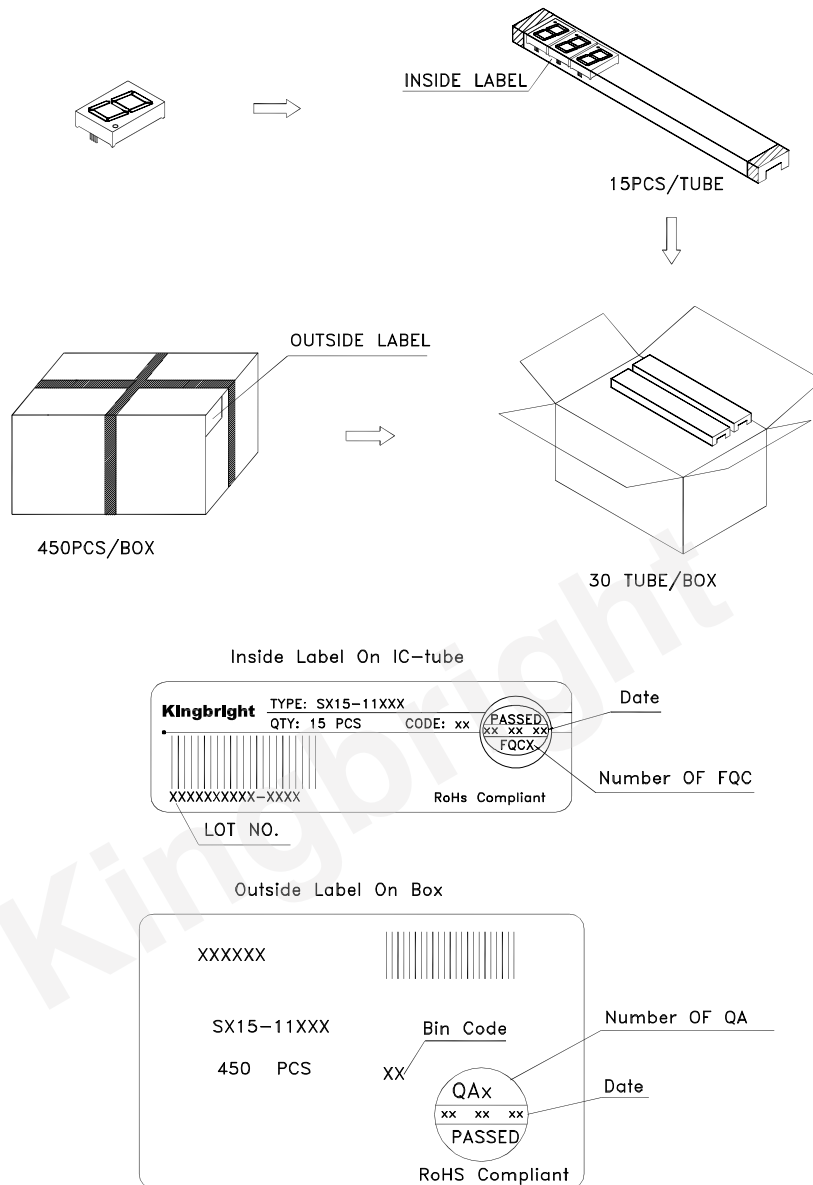 INSIDE LABEL
15PCS/TUBE
OUTSIDE LABEL
450PCS/BOX
30 TUBE/BOX
Inside Label On IC-tube
Kingbright
TYPE: SX15-11XXX
QTY: 15 PCS CODE: xx
PASSED
xx xx xx
FQCX
Date
Number OF FQC
XXXXXXXXXX-XXXX
RoHs Compliant
LOT NO.
Outside Label On Box
XXXXXX
SX15-11XXX
450 PCS
Bin Code
XX
Number OF QA
QAx
xx xx xx
PASSED
Date
RoHS Compliant
Kingbright